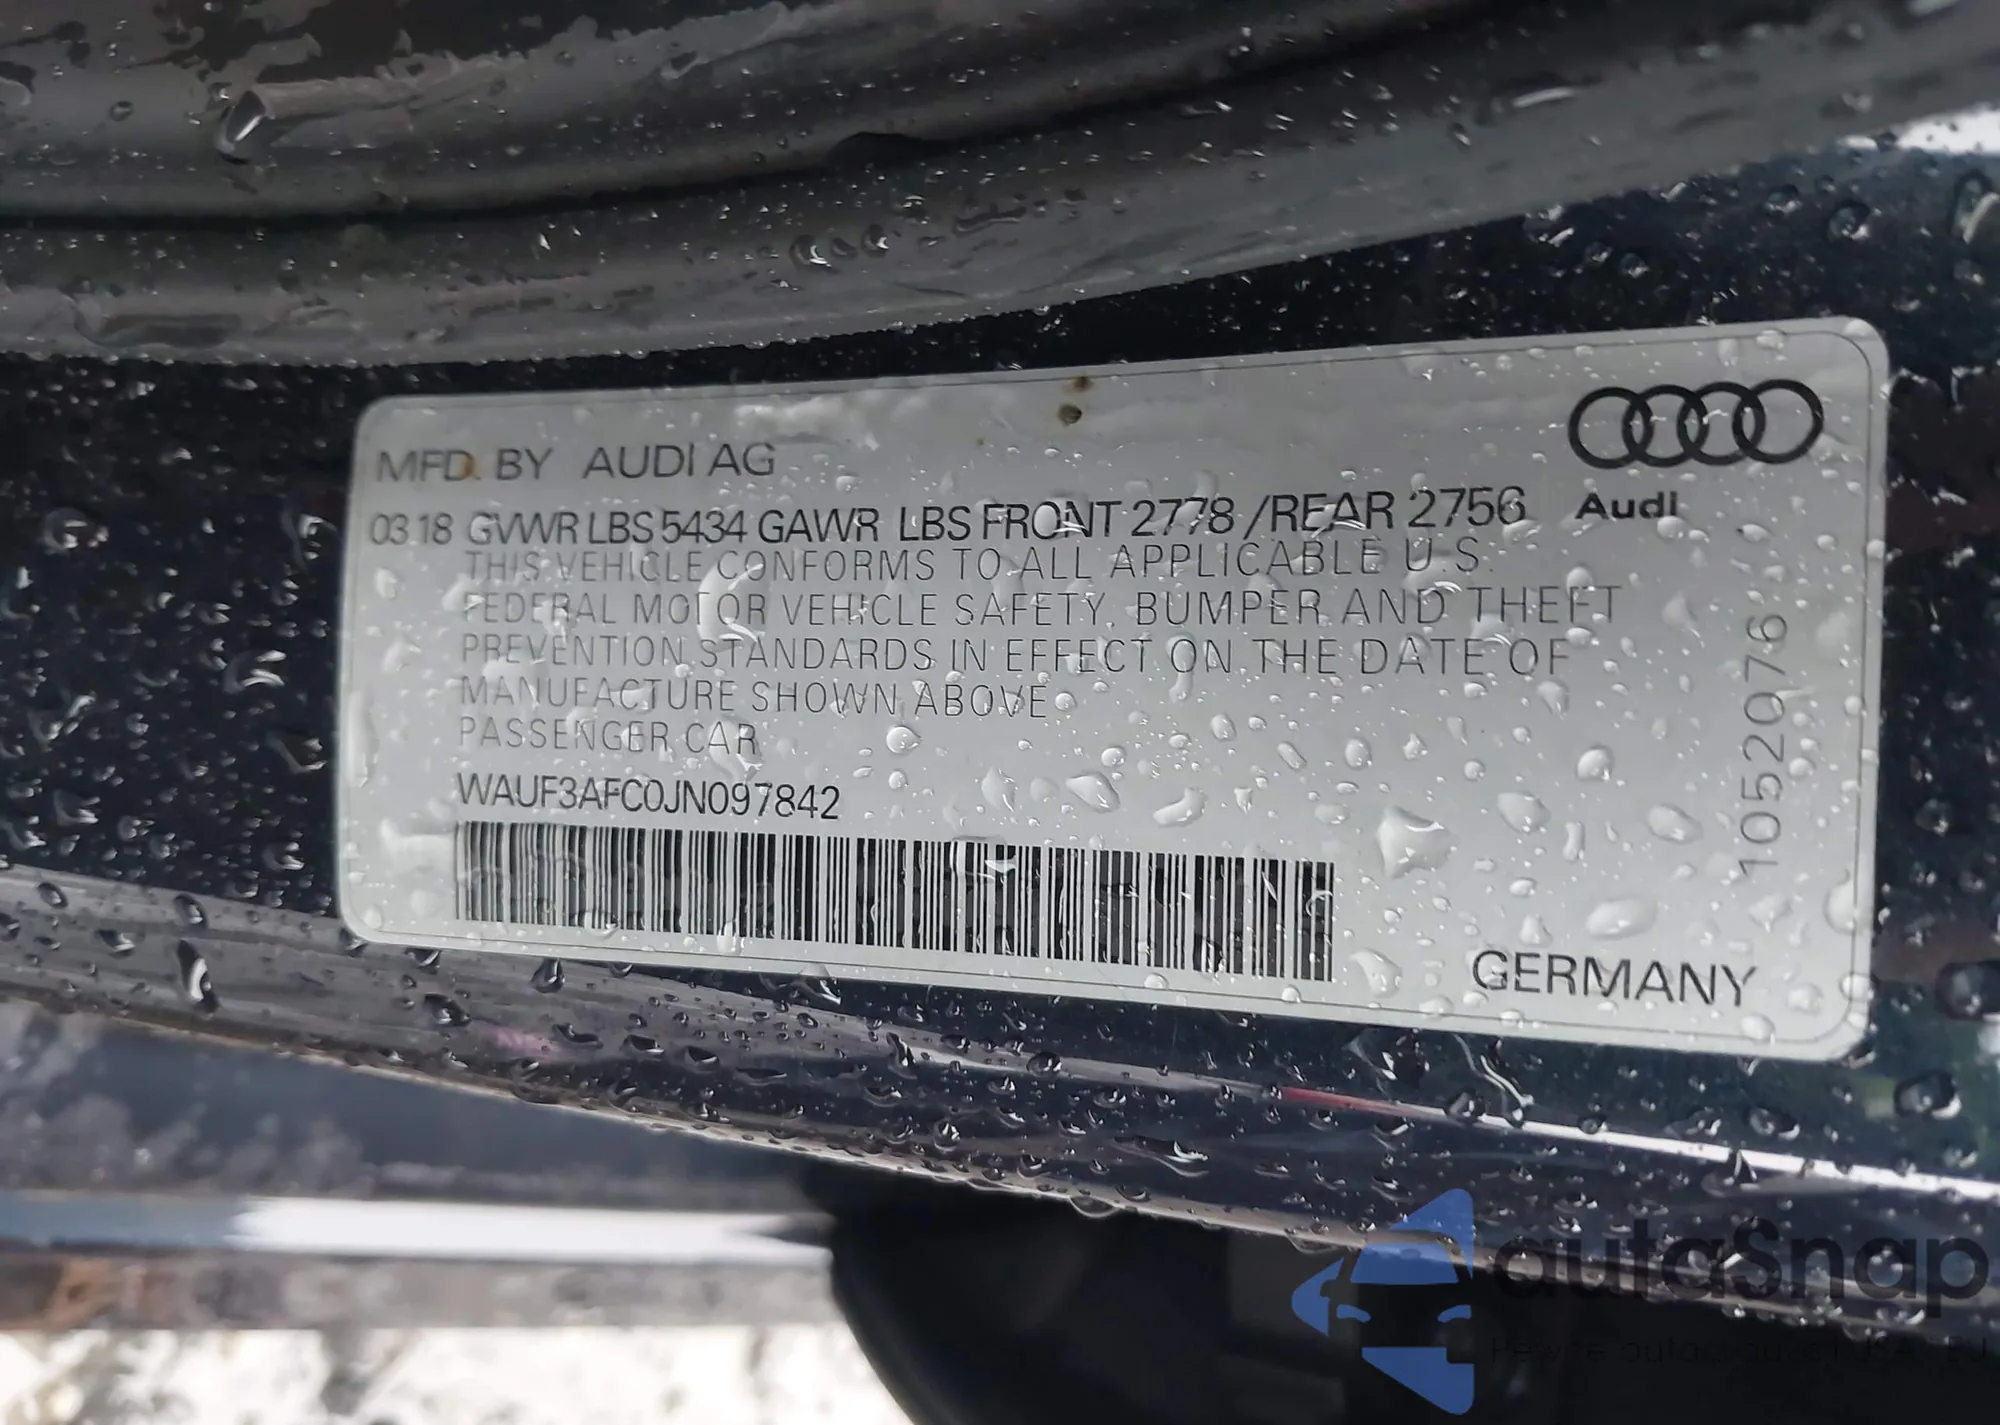 MFD. BY AUDI AG
03 18 GVWR LBS 5434 GAWR LBS FRONT 2778 /REAR 2756
Audi
THIS VEHICLE CONFORMS TO ALL APPLICABLE U.S.
FEDERAL MOTOR VEHICLE SAFETY, BUMPER AND THEFT
PREVENTION STANDARDS IN EFFECT ON THE DATE OF
MANUFACTURE SHOWN ABOVE
PASSENGER CAR
WAUF3AFC0JN097842
1052Q76
GERMANY
autaSnap